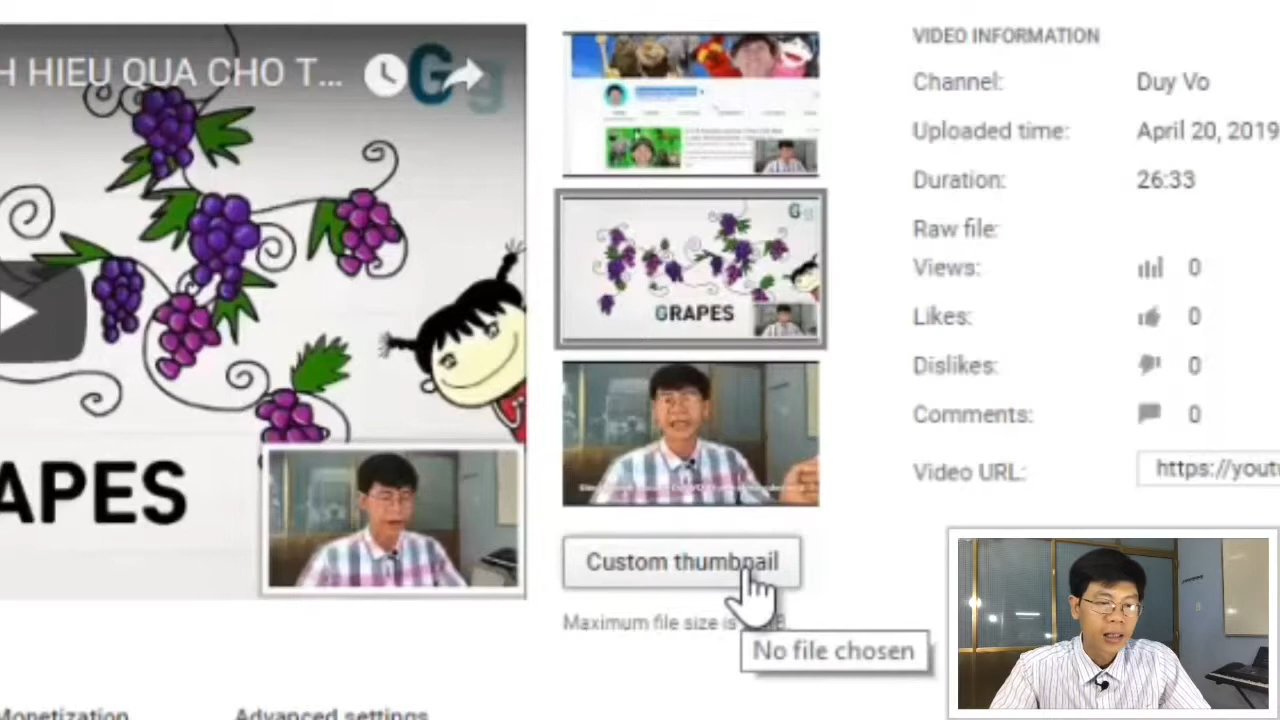 H HIEU QUA CHO T...
Gg
APES
Gg
GRAPES
Custom thumbnail
Maximum file size is
No file chosen
VIDEO INFORMATION
Channel: Duy Vo
Uploaded time: April 20, 2019
Duration: 26:33
Raw file:
Views: 0
Likes: 0
Dislikes: 0
Comments: 0
Video URL: https://yout
Monetization
Advanced settings